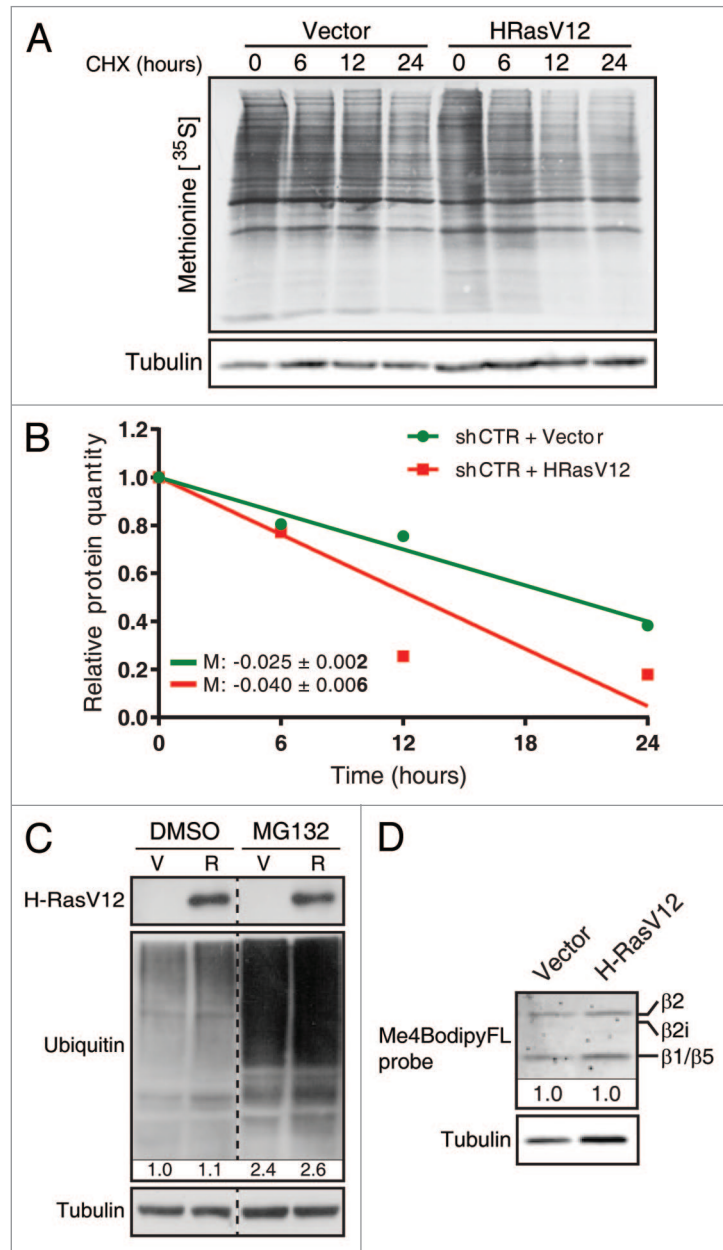 A
Vector HRasV12
CHX (hours) 0 6 12 24 0 6 12 24
Methionine [35S]
Tubulin
B
Relative protein quantity
1.2
1.0
0.8
0.6
0.4
0.2
0.0
shCTR + Vector
shCTR + HRasV12
M: -0.025 ± 0.002
M: -0.040 ± 0.006
0 6 12 18 24
Time (hours)
C
DMSO MG132
V R V R
H-RasV12
Ubiquitin
1.0 1.1 2.4 2.6
Tubulin
D
Vector H-RasV12
Me4BodipyFL
probe
β2
β2i
β1/β5
1.0 1.0
Tubulin